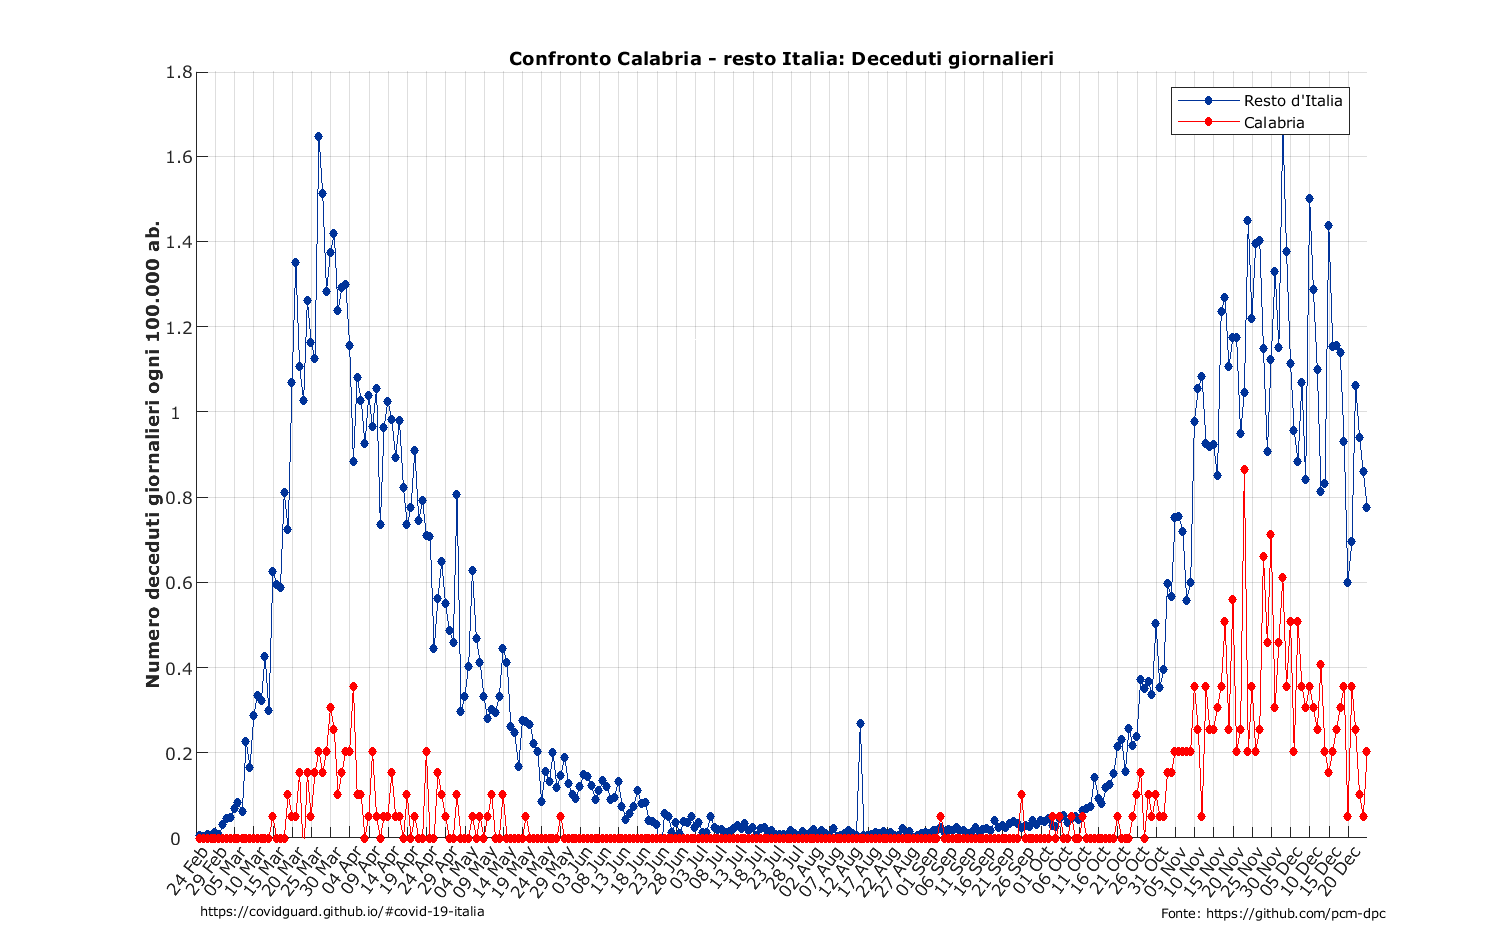 Confronto Calabria - resto Italia: Deceduti giornalieri
Resto d'Italia
Calabria
Numero deceduti giornalieri ogni 100.000 ab.
1.8
1.6
1.4
1.2
1
0.8
0.6
0.4
0.2
0
24 Feb
29 Feb
05 Mar
10 Mar
15 Mar
20 Mar
25 Mar
30 Mar
04 Apr
09 Apr
14 Apr
19 Apr
24 Apr
29 Apr
04 May
09 May
14 May
19 May
24 May
29 May
03 Jun
08 Jun
13 Jun
18 Jun
23 Jun
28 Jun
03 Jul
08 Jul
13 Jul
18 Jul
23 Jul
28 Jul
02 Aug
07 Aug
12 Aug
17 Aug
22 Aug
27 Aug
01 Sep
06 Sep
11 Sep
16 Sep
21 Sep
26 Sep
01 Oct
06 Oct
11 Oct
16 Oct
21 Oct
26 Oct
31 Oct
05 Nov
10 Nov
15 Nov
20 Nov
25 Nov
30 Nov
05 Dec
10 Dec
15 Dec
20 Dec
https://covidguard.github.io/#covid-19-italia
Fonte: https://github.com/pcm-dpc